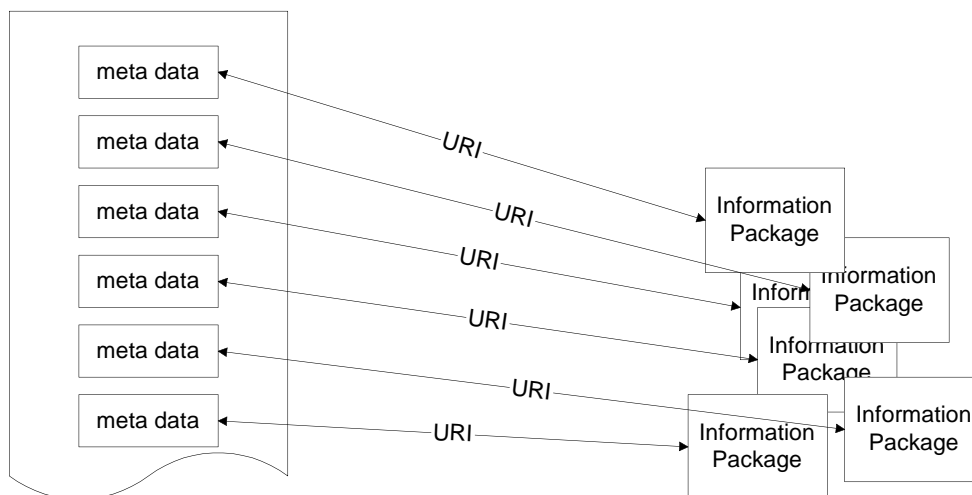 meta data
meta data
meta data
meta data
meta data
meta data
URI
URI
URI
URI
URI
URI
Information
Package
Information
Package
Information
Package
Information
Package
Information
Package